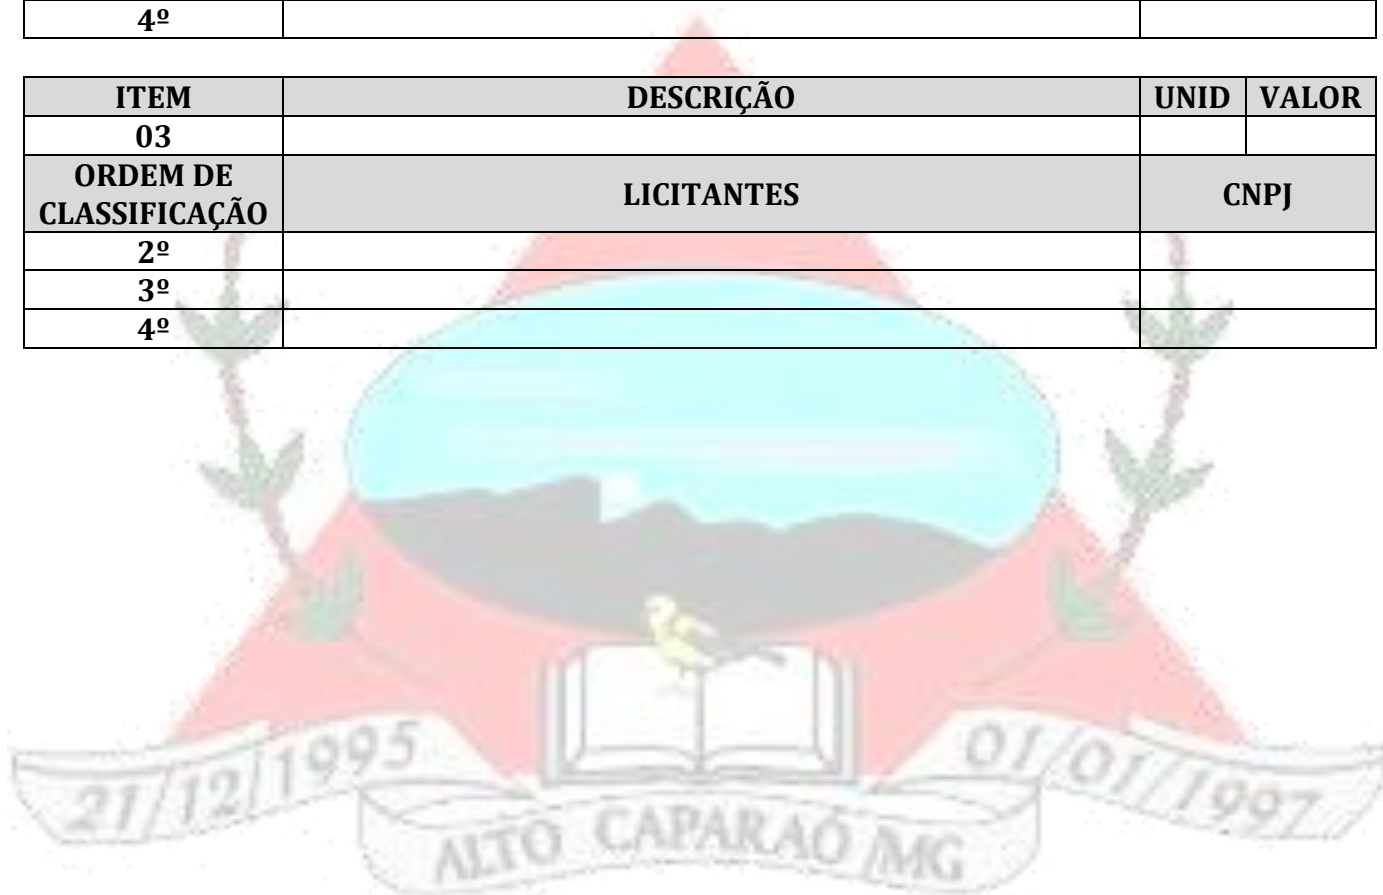 4º
ITEM DESCRIÇÃO UNID VALOR
03
ORDEM DE
CLASSIFICAÇÃO LICITANTES CNPJ
2º
3º
4º
21/12/1995 01/01/1997
ALTO CAPARAÓ MG